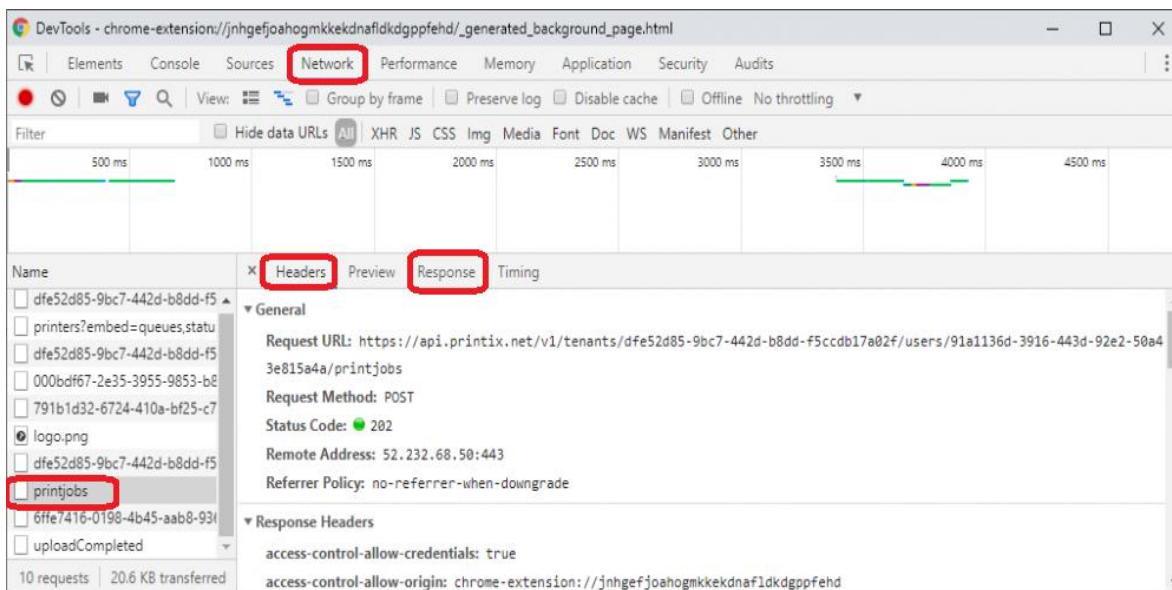 DevTools - chrome-extension://jnhgefjoahogmkkekdnafldkdgppfehd/_generated_background_page.html
Elements Console Sources Network Performance Memory Application Security Audits
View: Group by frame Preserve log Disable cache Offline No throttling
Filter Hide data URLs All XHR JS CSS Img Media Font Doc WS Manifest Other
500 ms 1000 ms 1500 ms 2000 ms 2500 ms 3000 ms 3500 ms 4000 ms 4500 ms
Name
dfe52d85-9bc7-442d-b8dd-f5
printers?embed=queues,statu
dfe52d85-9bc7-442d-b8dd-f5
000bdf67-2e35-3955-9853-b8
791b1d32-6724-410a-bf25-c7
logo.png
dfe52d85-9bc7-442d-b8dd-f5
printjobs
6ffe7416-0198-4b45-aab8-936
uploadCompleted
10 requests 20.6 KB transferred
× Headers Preview Response Timing
General
Request URL: https://api.printix.net/v1/tenants/dfe52d85-9bc7-442d-b8dd-f5ccdb17a02f/users/91a1136d-3916-443d-92e2-50a4
3e815a4a/printjobs
Request Method: POST
Status Code: 202
Remote Address: 52.232.68.50:443
Referrer Policy: no-referrer-when-downgrade
Response Headers
access-control-allow-credentials: true
access-control-allow-origin: chrome-extension://jnhgefjoahogmkkekdnafldkdgppfehd